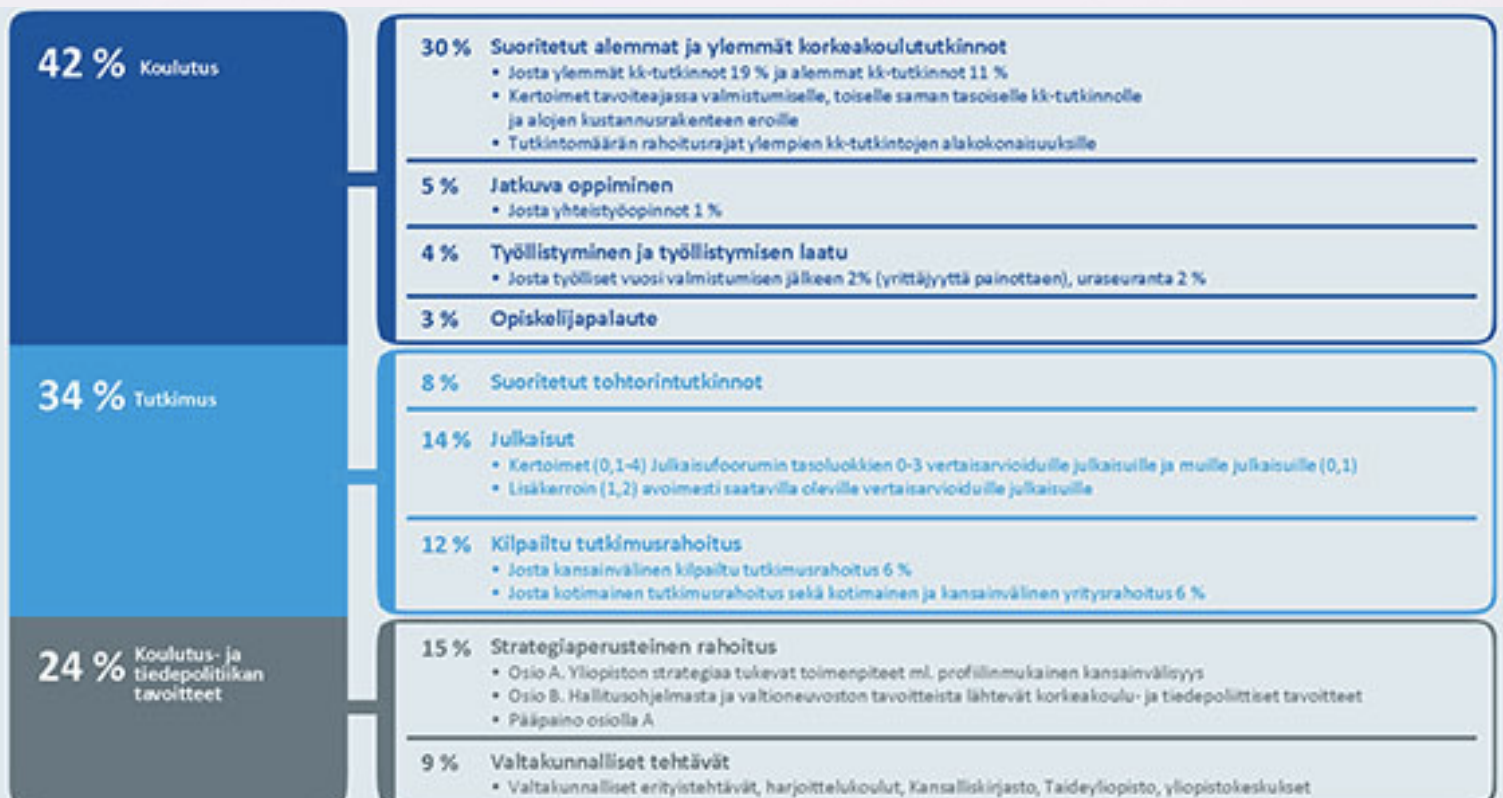 42 % Koulutus
30 % Suoritetut alemmat ja ylemmät korkeakoulututkinnot
• Josta ylemmät kk-tutkinnot 19 % ja alemmat kk-tutkinnot 11 %
• Kertoimet tavoiteajassa valmistumiselle, toiselle saman tasoiselle kk-tutkinnolle
ja alojen kustannusrakenteen eroille
• Tutkintomäärän rahoitusrajat ylempien kk-tutkintojen alakokonaisuuksille
5 % Jatkuva oppiminen
• Josta yhteistyöopinnot 1 %
4 % Työllistyminen ja työllistymisen laatu
• Josta työlliset vuosi valmistumisen jälkeen 2% (yrittäjyyttä painottaen), uraseuranta 2 %
3 % Opiskelijapalaute
34 % Tutkimus
8 % Suoritetut tohtorintutkinnot
14 % Julkaisut
• Kertoimet (0,1-4) Julkaisufoorumin tasoluokkien 0-3 vertaisarvioiduille julkaisuille ja muille julkaisuille (0,1)
• Lisäkerroin (1,2) avoimesti saatavilla oleville vertaisarvioiduille julkaisuille
12 % Kilpailtu tutkimusrahoitus
• Josta kansainvälinen kilpailtu tutkimusrahoitus 6 %
• Josta kotimainen tutkimusrahoitus sekä kotimainen ja kansainvälinen yritysrahoitus 6 %
24 % Koulutus- ja
tiedepolitiikan
tavoitteet
15 % Strategiaperusteinen rahoitus
• Osio A. Yliopiston strategiaa tukevat toimenpiteet ml. profiilinmukainen kansainvälisyys
• Osio B. Hallitusohjelmasta ja valtioneuvoston tavoitteista lähtevät korkeakoulu- ja tiedepoliittiset tavoitteet
• Pääpaino osiolla A
9 % Valtakunnalliset tehtävät
• Valtakunnalliset erityistehtävät, harjoittelukoulut, Kansalliskirjasto, Taideyliopisto, yliopistokeskukset